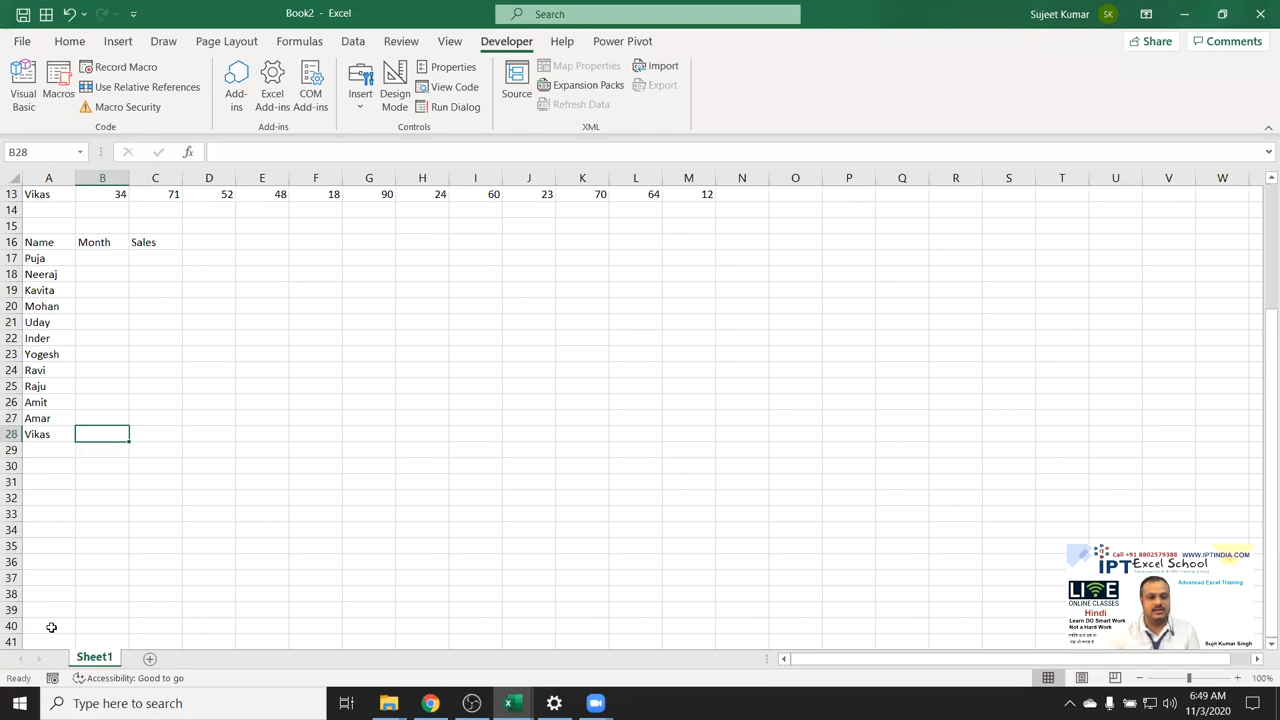 Book2 - Excel
Search
Sujeet Kumar
SK
File Home Insert Draw Page Layout Formulas Data Review View Developer Help Power Pivot
Share
Comments
Visual Basic
Macros
Record Macro
Use Relative References
Macro Security
Code
Add-ins
Excel Add-ins
COM Add-ins
Add-ins
Insert
Design Mode
Properties
View Code
Run Dialog
Controls
Source
Map Properties
Expansion Packs
Refresh Data
Import
Export
XML
B28
fx
A B C D E F G H I J K L M N O P Q R S T U V W
13 Vikas 34 71 52 48 18 90 24 60 23 70 64 12
14
15
16 Name Month Sales
17 Puja
18 Neeraj
19 Kavita
20 Mohan
21 Uday
22 Inder
23 Yogesh
24 Ravi
25 Raju
26 Amit
27 Amar
28 Vikas
29
30
31
32
33
34
35
36
37
38
39
40
41
Call +91 8802579388 WWW.IPTINDIA.COM
IPT Excel School
Advanced Excel Training
LIVE
ONLINE CLASSES
Hindi
Learn DO Smart Work
Not a Hard Work
Sujit Kumar Singh
Sheet1
Ready
Accessibility: Good to go
100%
Type here to search
6:49 AM
11/3/2020